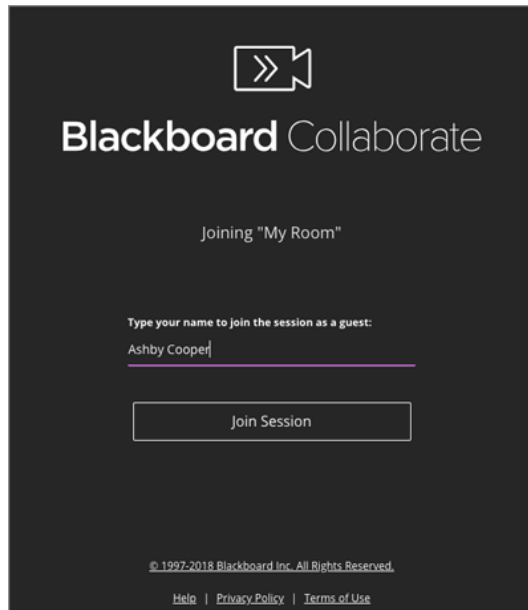 Blackboard Collaborate
Joining "My Room"
Type your name to join the session as a guest:
Ashby Cooper
Join Session
© 1997-2018 Blackboard Inc. All Rights Reserved.
Help | Privacy Policy | Terms of Use